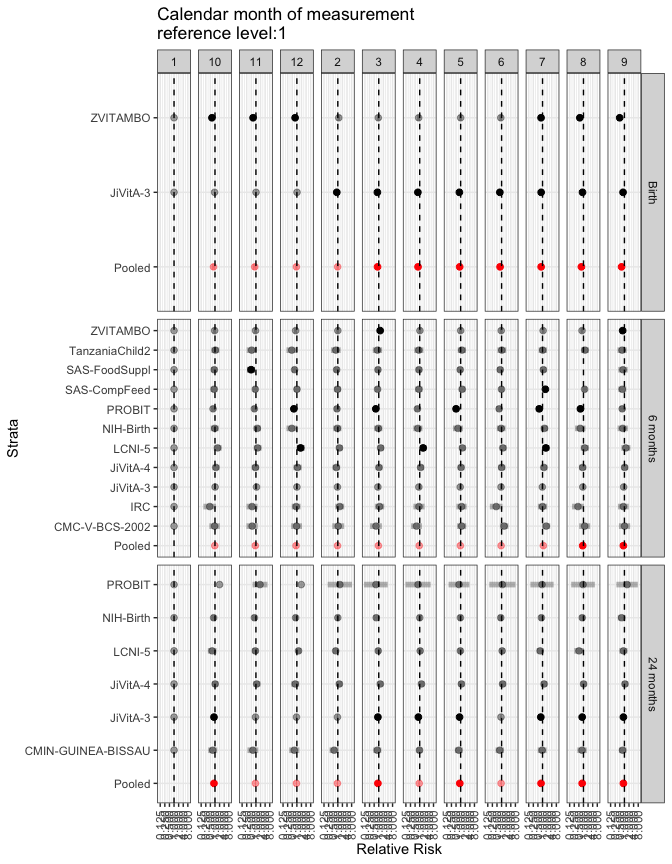 Calendar month of measurement
reference level:1
1 10 11 12 2 3 4 5 6 7 8 9
ZVITAMBO
JiVitA-3
Pooled
Birth
ZVITAMBO
TanzaniaChild2
SAS-FoodSuppl
SAS-CompFeed
PROBIT
NIH-Birth
LCNI-5
JiVitA-4
JiVitA-3
IRC
CMC-V-BCS-2002
Pooled
6 months
PROBIT
NIH-Birth
LCNI-5
JiVitA-4
JiVitA-3
CMIN-GUINEA-BISSAU
Pooled
24 months
Strata
Relative Risk